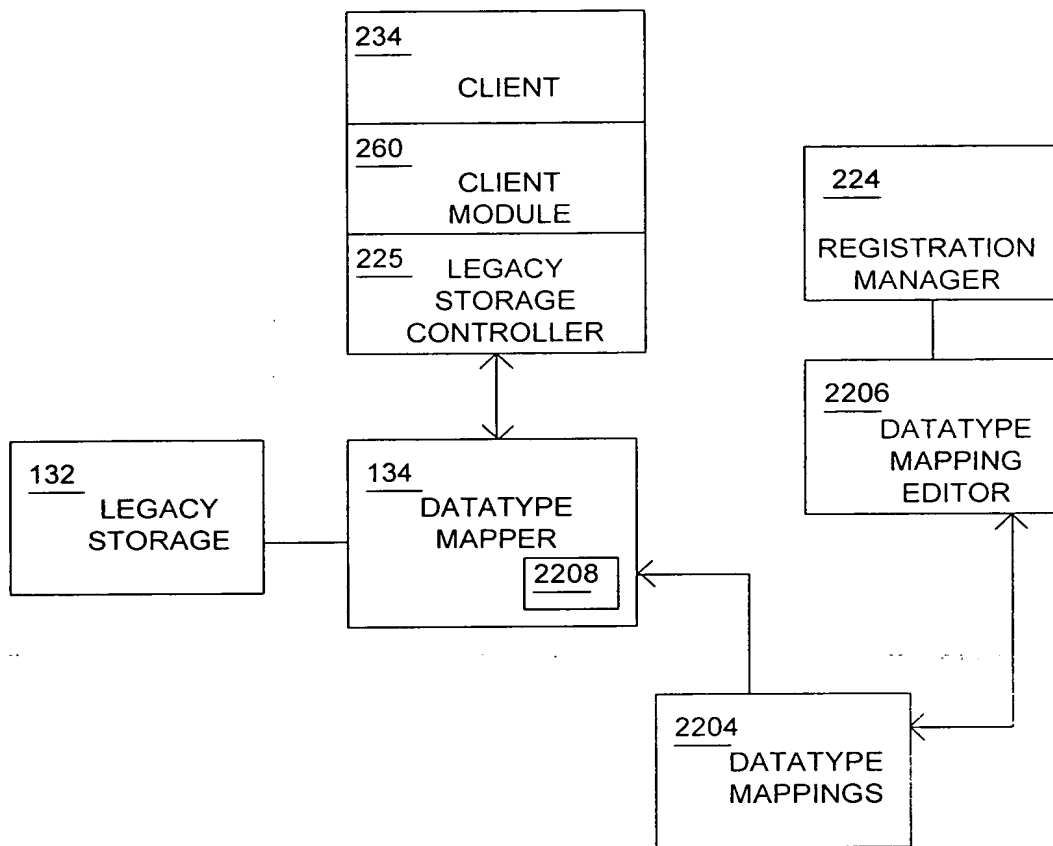 234
CLIENT
260
CLIENT
MODULE
225
LEGACY
STORAGE
CONTROLLER
224
REGISTRATION
MANAGER
2206
DATATYPE
MAPPING
EDITOR
132
LEGACY
STORAGE
134
DATATYPE
MAPPER
2208
2204
DATATYPE
MAPPINGS